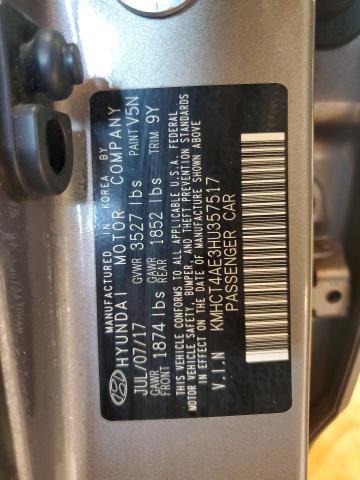 MANUFACTURED IN KOREA BY
HYUNDAI MOTOR COMPANY
JUL/07/17 GVWR 3527 lbs PAINT V5N
GAWR FRONT 1874 lbs GAWR REAR 1852 lbs TRIM 9Y
THIS VEHICLE CONFORMS TO ALL APPLICABLE U.S.A. FEDERAL
MOTOR VEHICLE SAFETY, BUMPER, AND THEFT PREVENTION STANDARDS
IN EFFECT ON THE DATE OF MANUFACTURE SHOWN ABOVE
V.I.N KMHCT4AE3HU357517
PASSENGER CAR